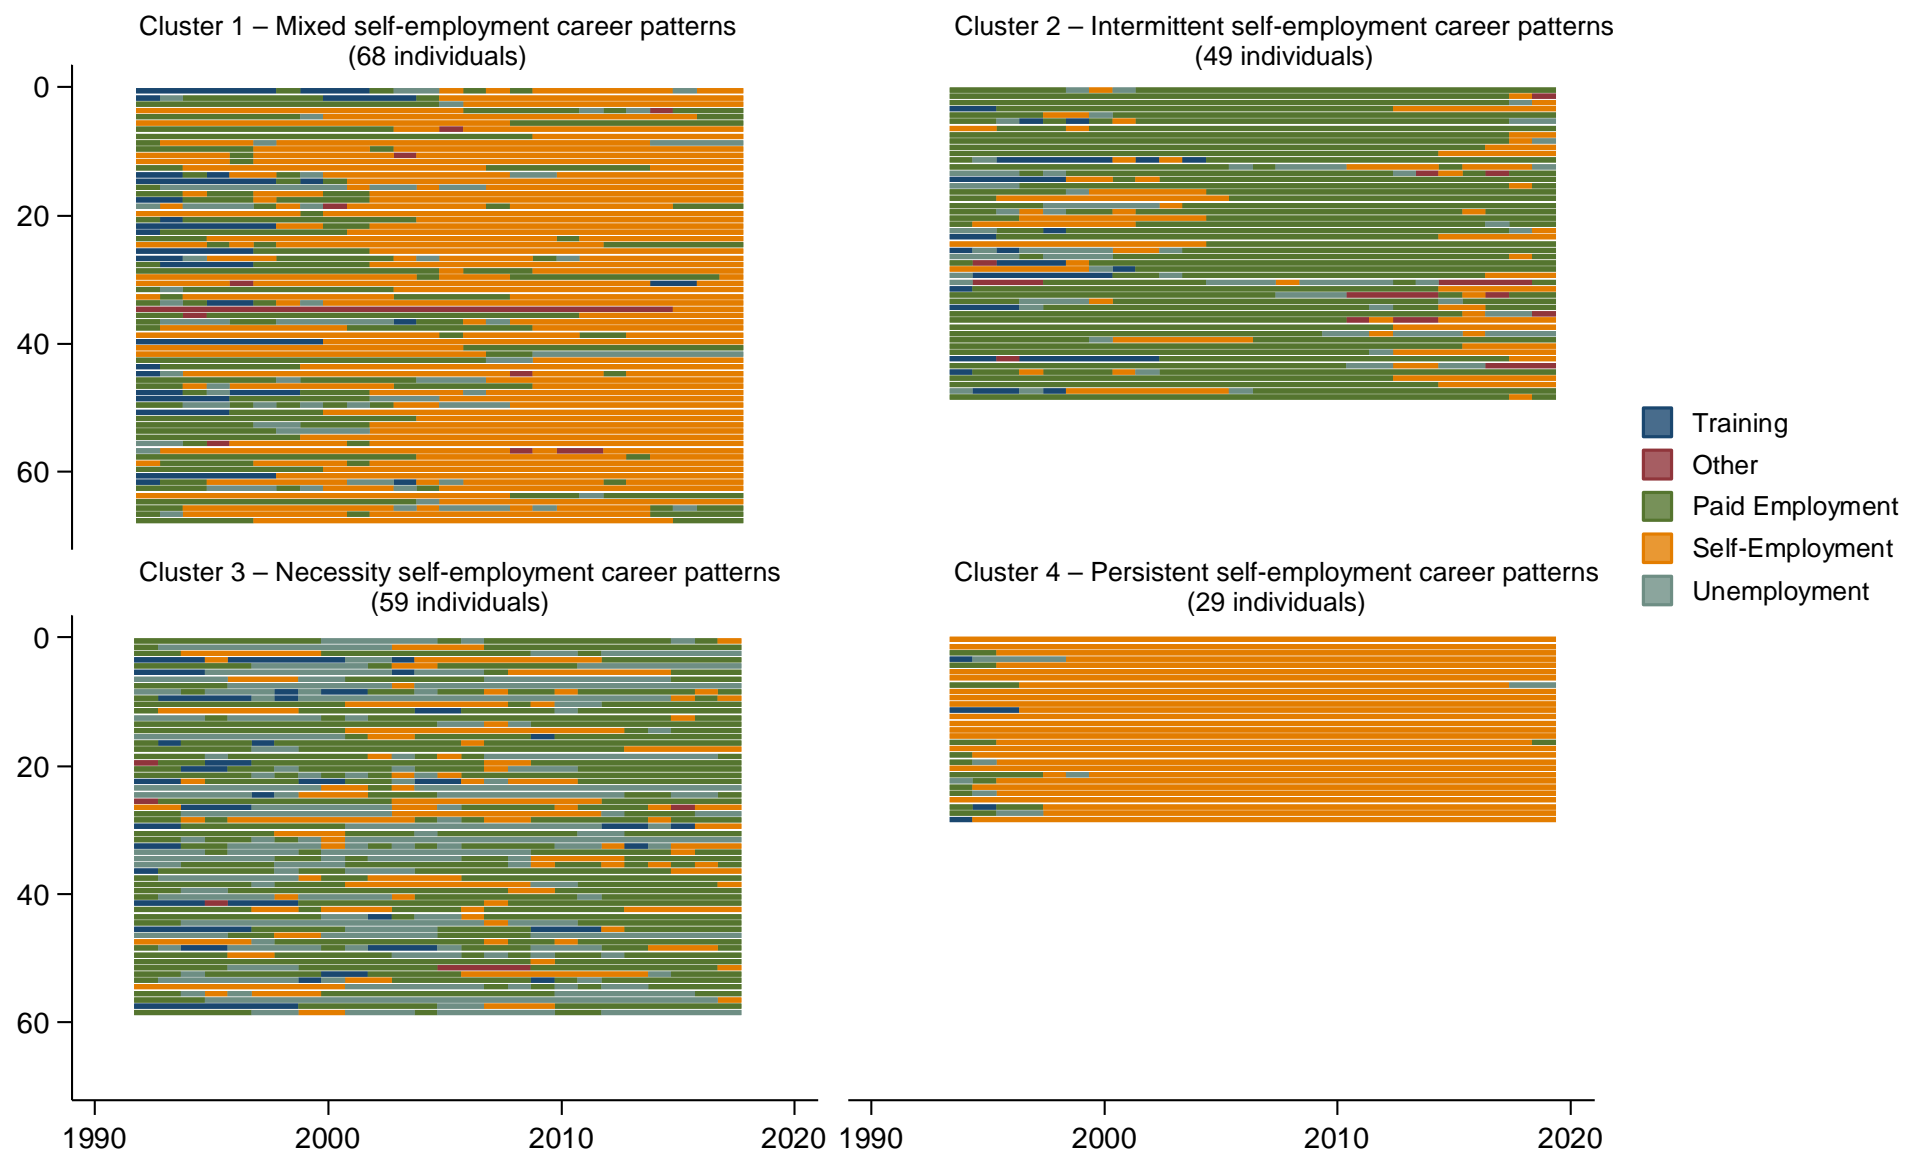 Cluster 1 – Mixed self-employment career patterns
(68 individuals)
Cluster 2 – Intermittent self-employment career patterns
(49 individuals)
0
20
40
60
Training
Other
Paid Employment
Self-Employment
Unemployment
Cluster 3 – Necessity self-employment career patterns
(59 individuals)
Cluster 4 – Persistent self-employment career patterns
(29 individuals)
0
20
40
60
1990 2000 2010 2020
1990 2000 2010 2020